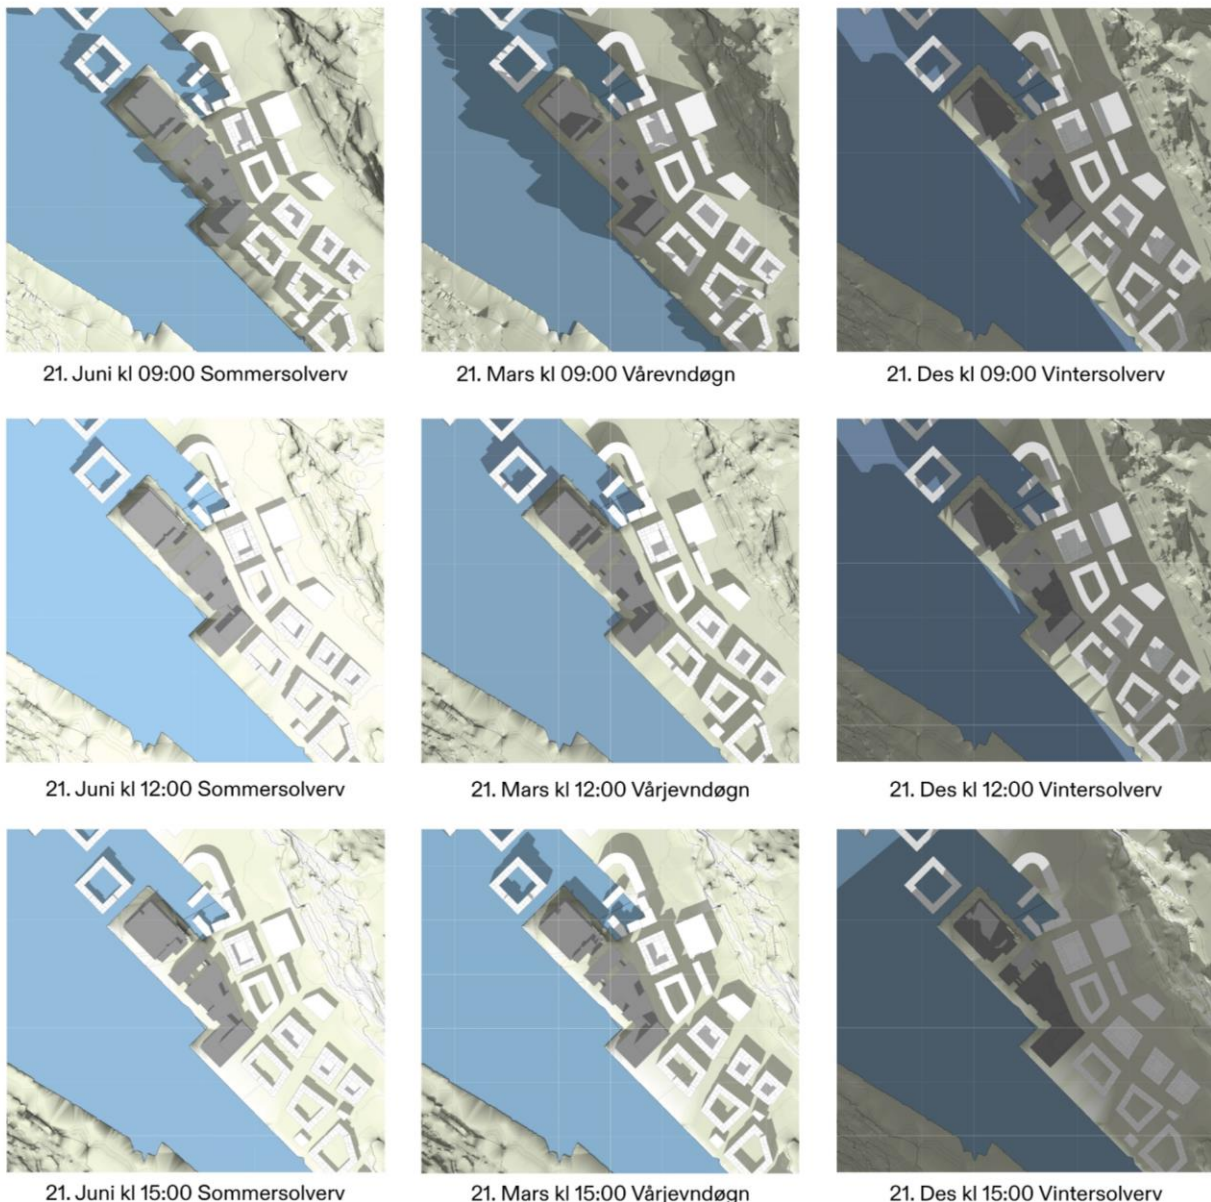 21. Juni kl 09:00 Sommersolverv
21. Mars kl 09:00 Vårevndøgn
21. Des kl 09:00 Vintersolverv
21. Juni kl 12:00 Sommersolverv
21. Mars kl 12:00 Vårjevndøgn
21. Des kl 12:00 Vintersolverv
21. Juni kl 15:00 Sommersolverv
21. Mars kl 15:00 Vårjevndøgn
21. Des kl 15:00 Vintersolverv